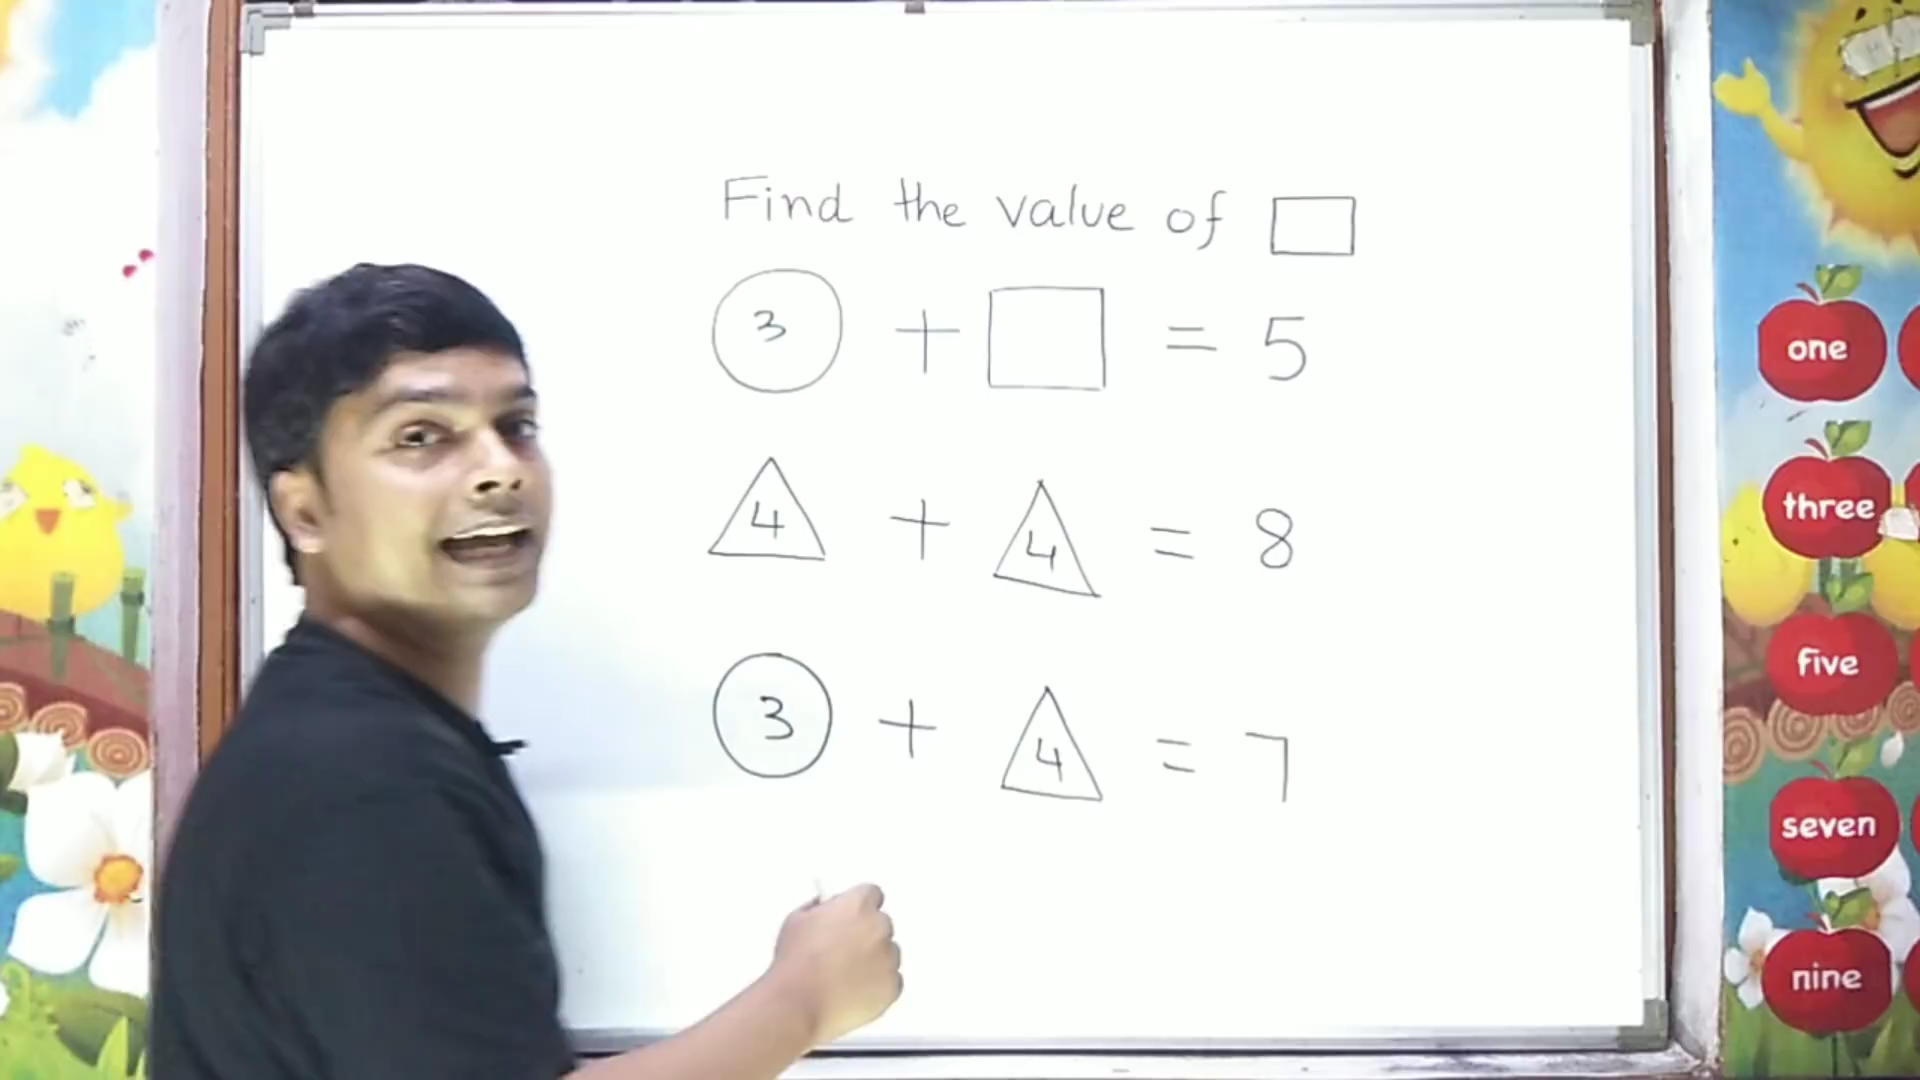 Find the value of □
3 + □ = 5
4 + 4 = 8
3 + 4 = 7
one
three
five
seven
nine